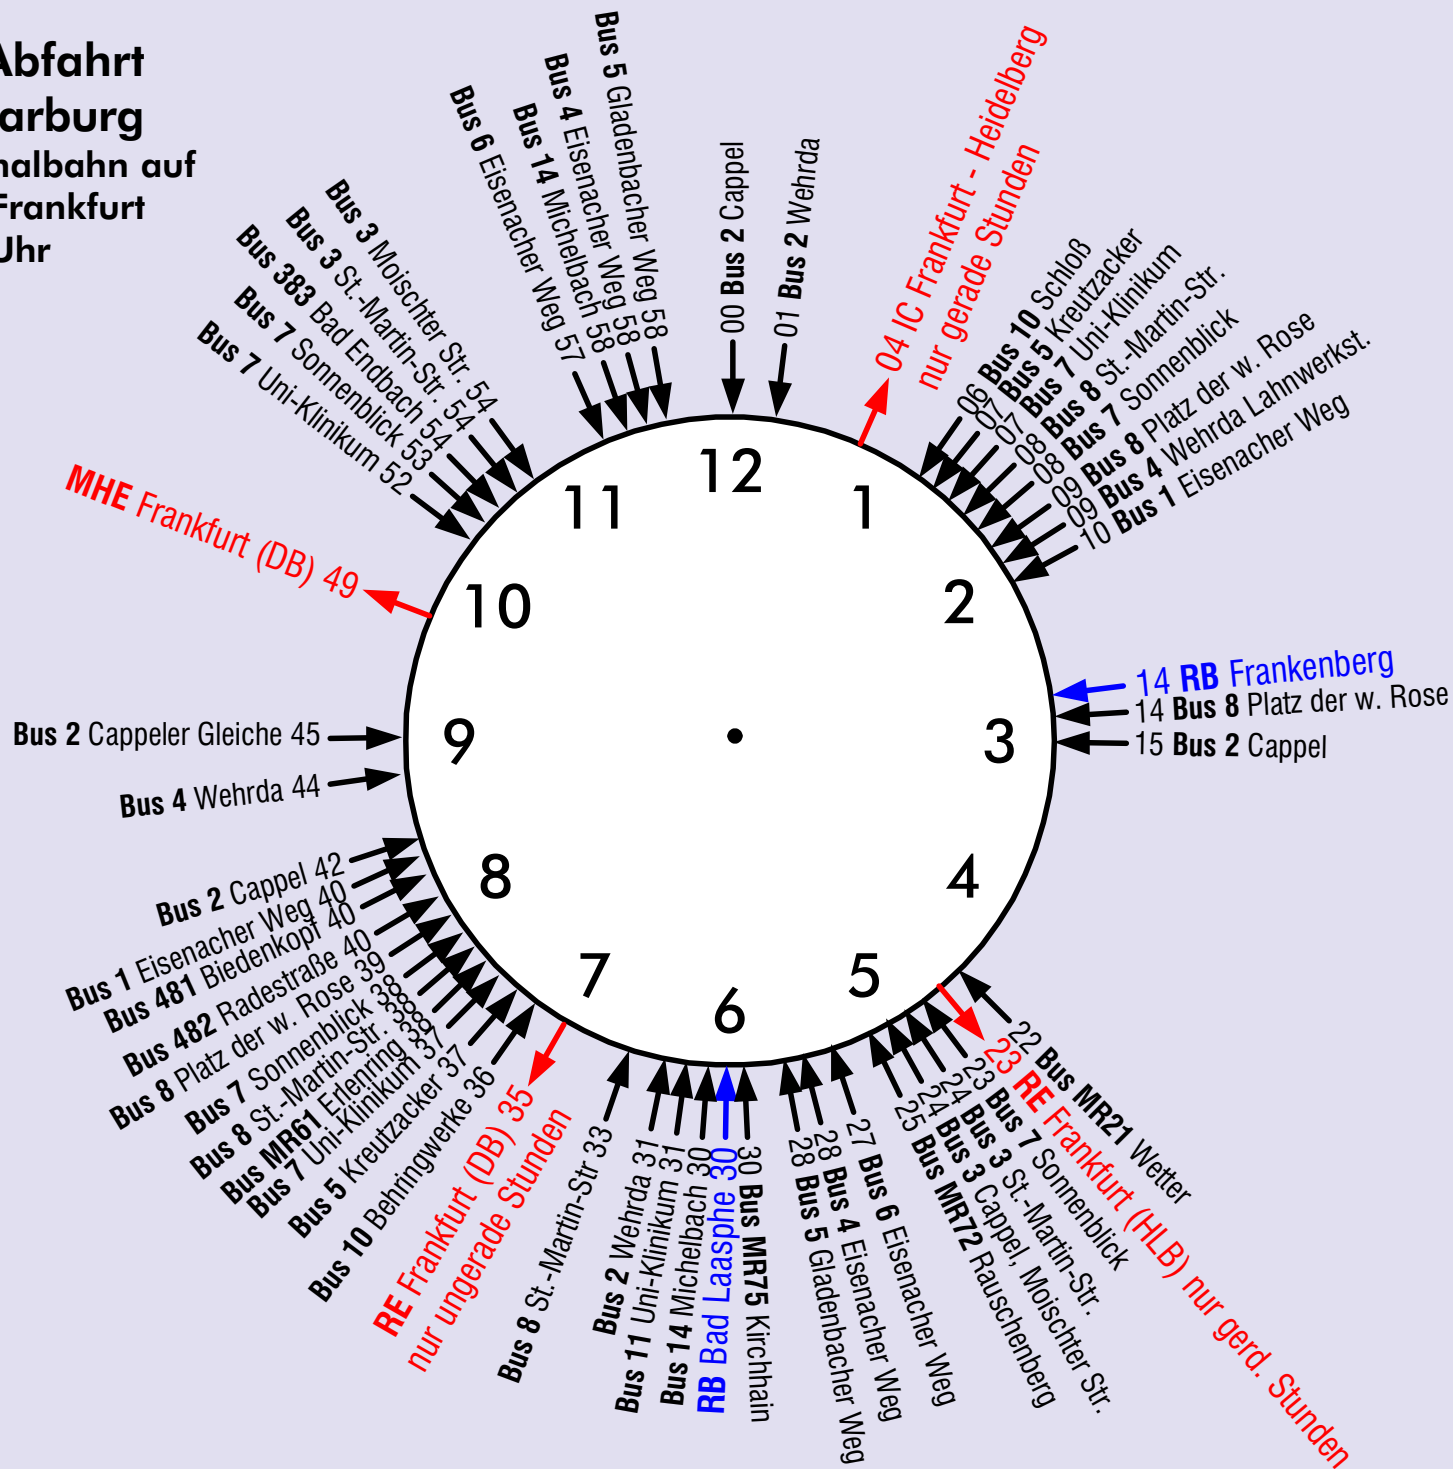 Abfahrt
arburg
nalbahn auf
Frankfurt
Uhr
00 Bus 2 Cappel
01 Bus 2 Wehrda
04 IC Frankfurt - Heidelberg
nur gerade Stunden
06 Bus 10 Schloß
07 Bus 5 Kreutzacker
07 Bus 7 Uni-Klinikum
08 Bus 8 St.-Martin-Str.
08 Bus 7 Sonnenblick
09 Bus 8 Platz der w. Rose
09 Bus 4 Wehrda Lahnwerkst.
10 Bus 1 Eisenacher Weg
14 RB Frankenberg
14 Bus 8 Platz der w. Rose
15 Bus 2 Cappel
22 Bus MR21 Wetter
23 RE Frankfurt (HLB) nur gerd. Stunden
23 Bus 7 Sonnenblick
24 Bus 3 St.-Martin-Str.
24 Bus 3 Cappel, Moischter Str.
25 Bus MR72 Rauschenberg
27 Bus 6 Eisenacher Weg
28 Bus 4 Eisenacher Weg
28 Bus 5 Gladenbacher Weg
30 Bus MR75 Kirchhain
RB Bad Laasphe 30
Bus 14 Michelbach 30
Bus 11 Uni-Klinikum 31
Bus 2 Wehrda 31
Bus 8 St.-Martin-Str 33
RE Frankfurt (DB) 35
nur ungerade Stunden
Bus 10 Behringwerke 36
Bus 5 Kreutzacker 37
Bus 7 Uni-Klinikum 37
Bus MR61 Erlenring 38
Bus 8 St.-Martin-Str. 38
Bus 7 Sonnenblick 38
Bus 8 Platz der w. Rose 39
Bus 482 Radestraße 40
Bus 481 Biedenkopf 40
Bus 1 Eisenacher Weg 40
Bus 2 Cappel 42
Bus 4 Wehrda 44
Bus 2 Cappeler Gleiche 45
MHE Frankfurt (DB) 49
Bus 7 Uni-Klinikum 52
Bus 7 Sonnenblick 53
Bus 383 Bad Endbach 54
Bus 3 St.-Martin-Str. 54
Bus 3 Moischter Str. 54
Bus 6 Eisenacher Weg 57
Bus 14 Michelbach 58
Bus 4 Eisenacher Weg 58
Bus 5 Gladenbacher Weg 58
12
1
2
3
4
5
6
7
8
9
10
11